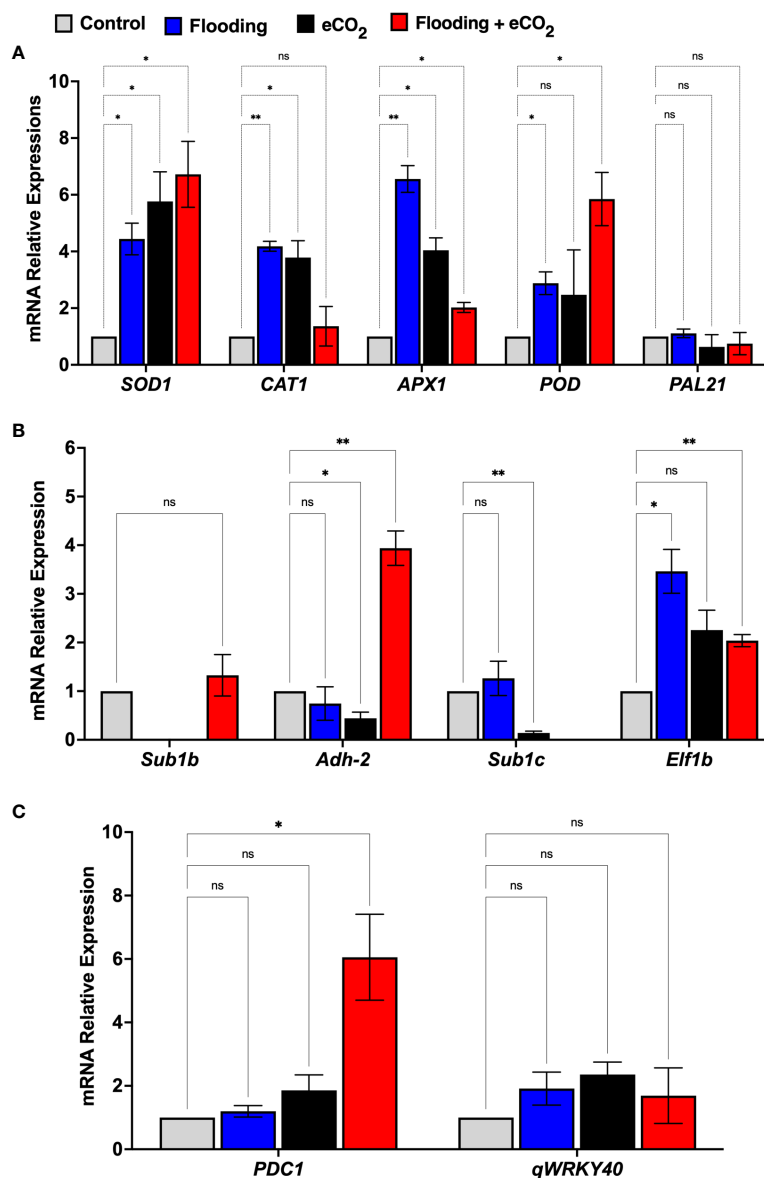 Control Flooding eCO2 Flooding + eCO2
A
mRNA Relative Expressions
10
8
6
4
2
0
* * *
** * ns
** * *
* ns *
ns ns ns
SOD1 CAT1 APX1 POD PAL21
B
mRNA Relative Expression
6
5
4
3
2
1
0
ns
ns * **
ns **
* ns **
Sub1b Adh-2 Sub1c Elf1b
C
mRNA Relative Expression
10
8
6
4
2
0
ns ns *
ns ns ns
PDC1 qWRKY40